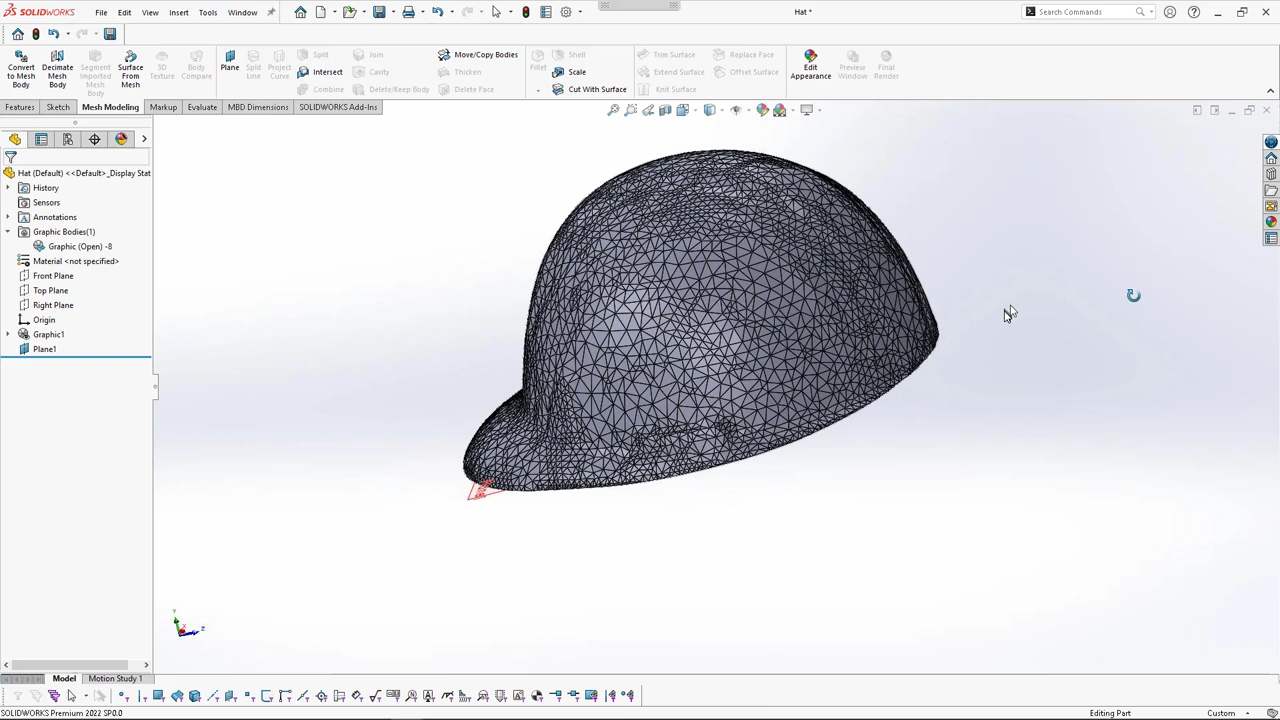 SOLIDWORKS File Edit View Insert Tools Window Hat * Search Commands
Convert to Mesh Body
Decimate Mesh Body
Segment Imported Mesh Body
Surface From Mesh
3D Texture
Body Compare
Plane
Split Line
Project Curve
Split
Intersect
Combine
Join
Cavity
Delete/Keep Body
Move/Copy Bodies
Thicken
Delete Face
Fillet
Shell
Scale
Cut With Surface
Trim Surface
Extend Surface
Knit Surface
Replace Face
Offset Surface
Edit Appearance
Preview Window
Final Render
Features Sketch Mesh Modeling Markup Evaluate MBD Dimensions SOLIDWORKS Add-Ins
Hat (Default) <<Default>_Display Stat
History
Sensors
Annotations
Graphic Bodies(1)
Graphic (Open) -8
Material <not specified>
Front Plane
Top Plane
Right Plane
Origin
Graphic1
Plane1
Y
X
Z
Model Motion Study 1
SOLIDWORKS Premium 2022 SP0.0 Editing Part Custom